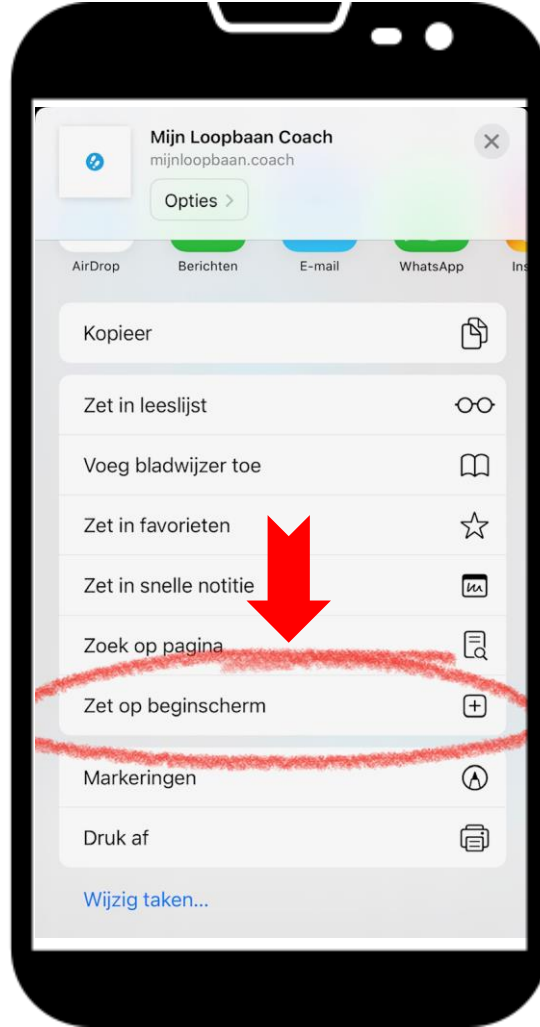 Mijn Loopbaan Coach
mijnloopbaan.coach
Opties
AirDrop Berichten E-mail WhatsApp Ins
Kopieer
Zet in leeslijst
Voeg bladwijzer toe
Zet in favorieten
Zet in snelle notitie
Zoek op pagina
Zet op beginscherm
Markeringen
Druk af
Wijzig taken...